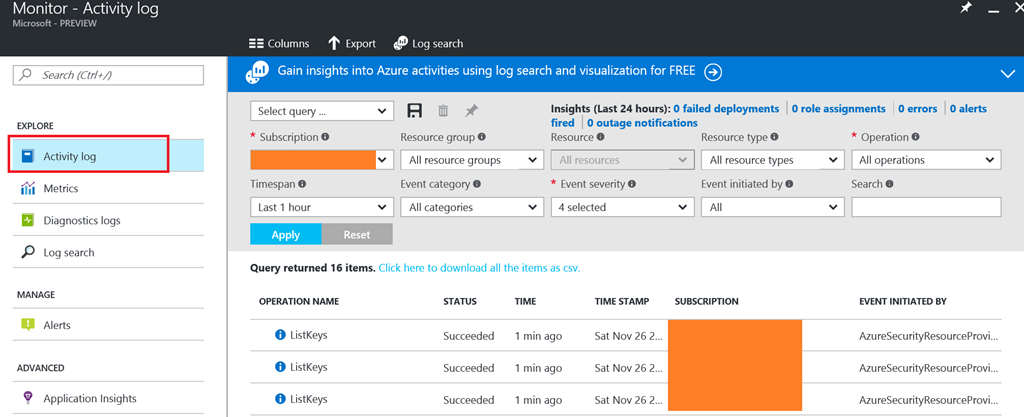 Monitor - Activity log
Microsoft - PREVIEW
Columns Export Log search
Search (Ctrl+/)
Gain insights into Azure activities using log search and visualization for FREE
Select query ...
Insights (Last 24 hours): 0 failed deployments 0 role assignments 0 errors 0 alerts
fired 0 outage notifications
EXPLORE
Activity log
Metrics
Diagnostics logs
Log search
MANAGE
Alerts
ADVANCED
Application Insights
* Subscription Resource group Resource Resource type * Operation
All resource groups All resources All resource types All operations
Timespan Event category * Event severity Event initiated by Search
Last 1 hour All categories 4 selected All
Apply Reset
Query returned 16 items. Click here to download all the items as csv.
OPERATION NAME STATUS TIME TIME STAMP SUBSCRIPTION EVENT INITIATED BY
ListKeys Succeeded 1 min ago Sat Nov 26 2... AzureSecurityResourceProvi...
ListKeys Succeeded 1 min ago Sat Nov 26 2... AzureSecurityResourceProvi...
ListKeys Succeeded 1 min ago Sat Nov 26 2... AzureSecurityResourceProvi...